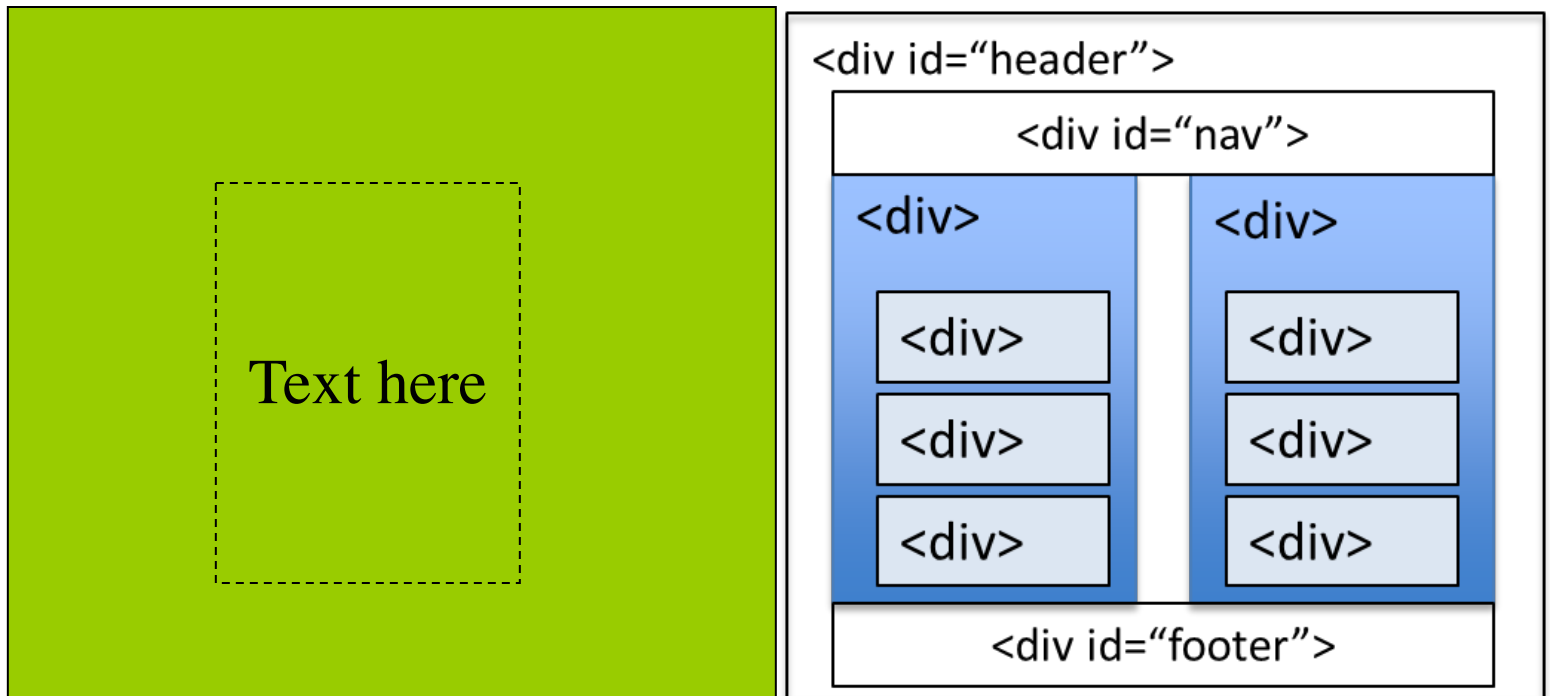 Text here
<div id=“header”>
<div id=“nav”>
<div>
<div>
<div>
<div>
<div>
<div>
<div>
<div>
<div id=“footer”>